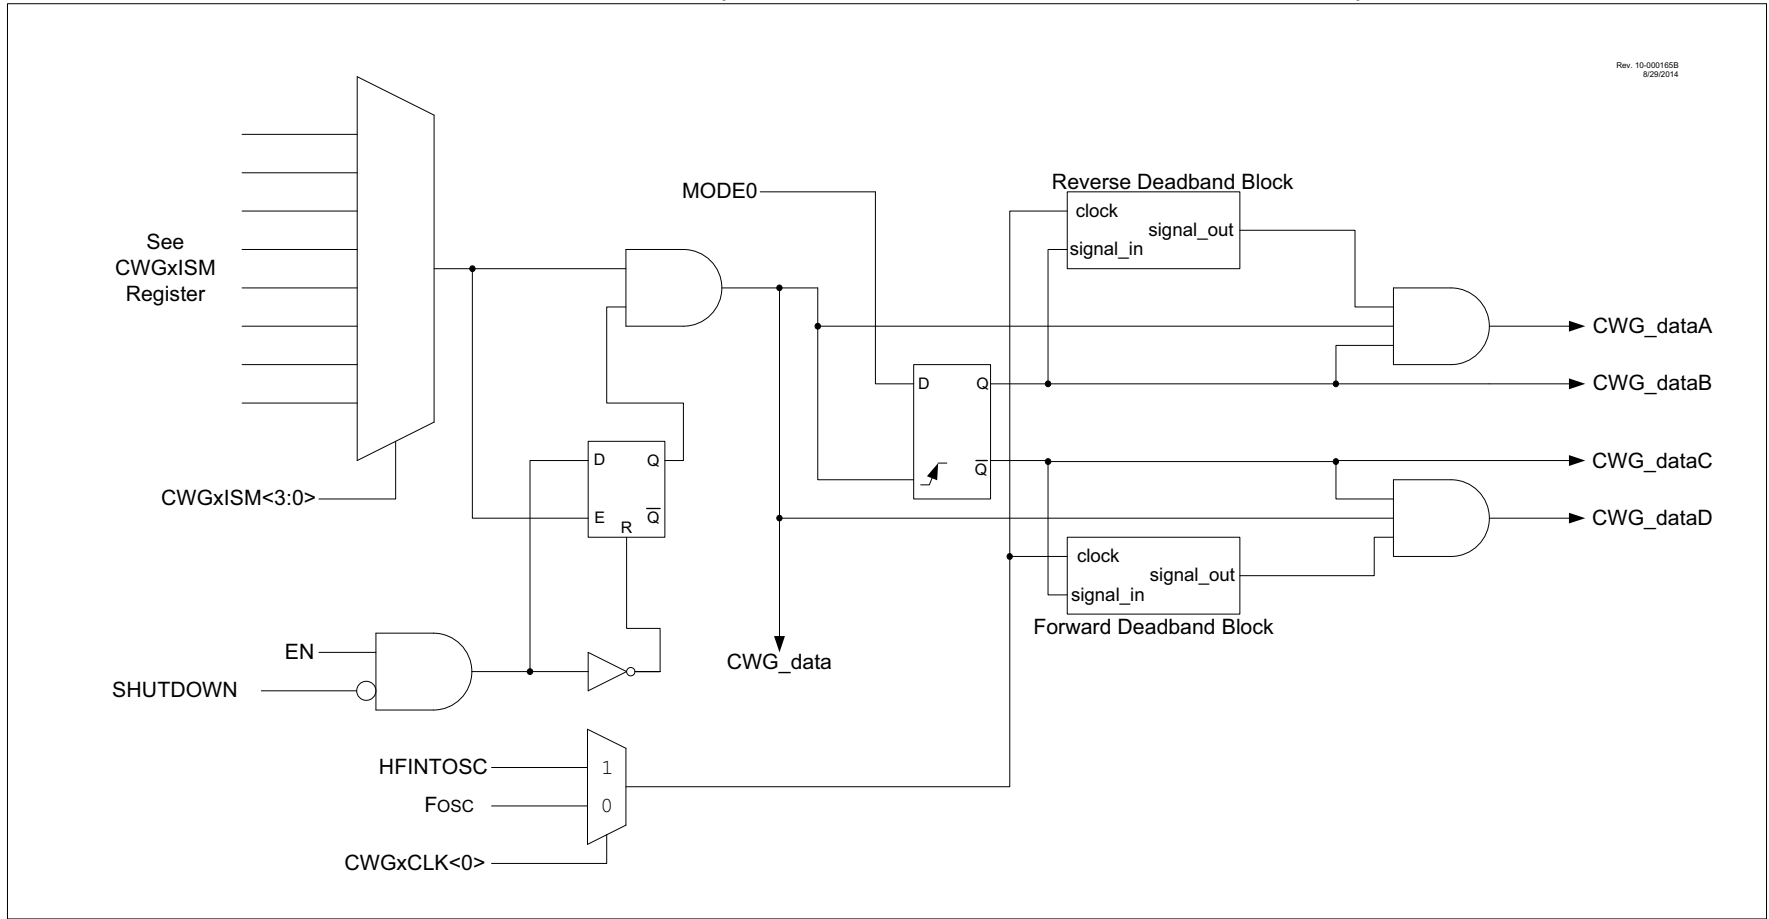 Rev. 10-000165B
8/29/2014
MODE0
Reverse Deadband Block
clock
signal_out
signal_in
See
CWGxISM
Register
CWG_dataA
D
Q
CWG_dataB
Q
CWG_dataC
D
Q
CWGxISM<3:0>
E
R
Q
CWG_dataD
clock
signal_out
signal_in
Forward Deadband Block
EN
SHUTDOWN
CWG_data
HFINTOSC
1
FOSC
0
CWGxCLK<0>